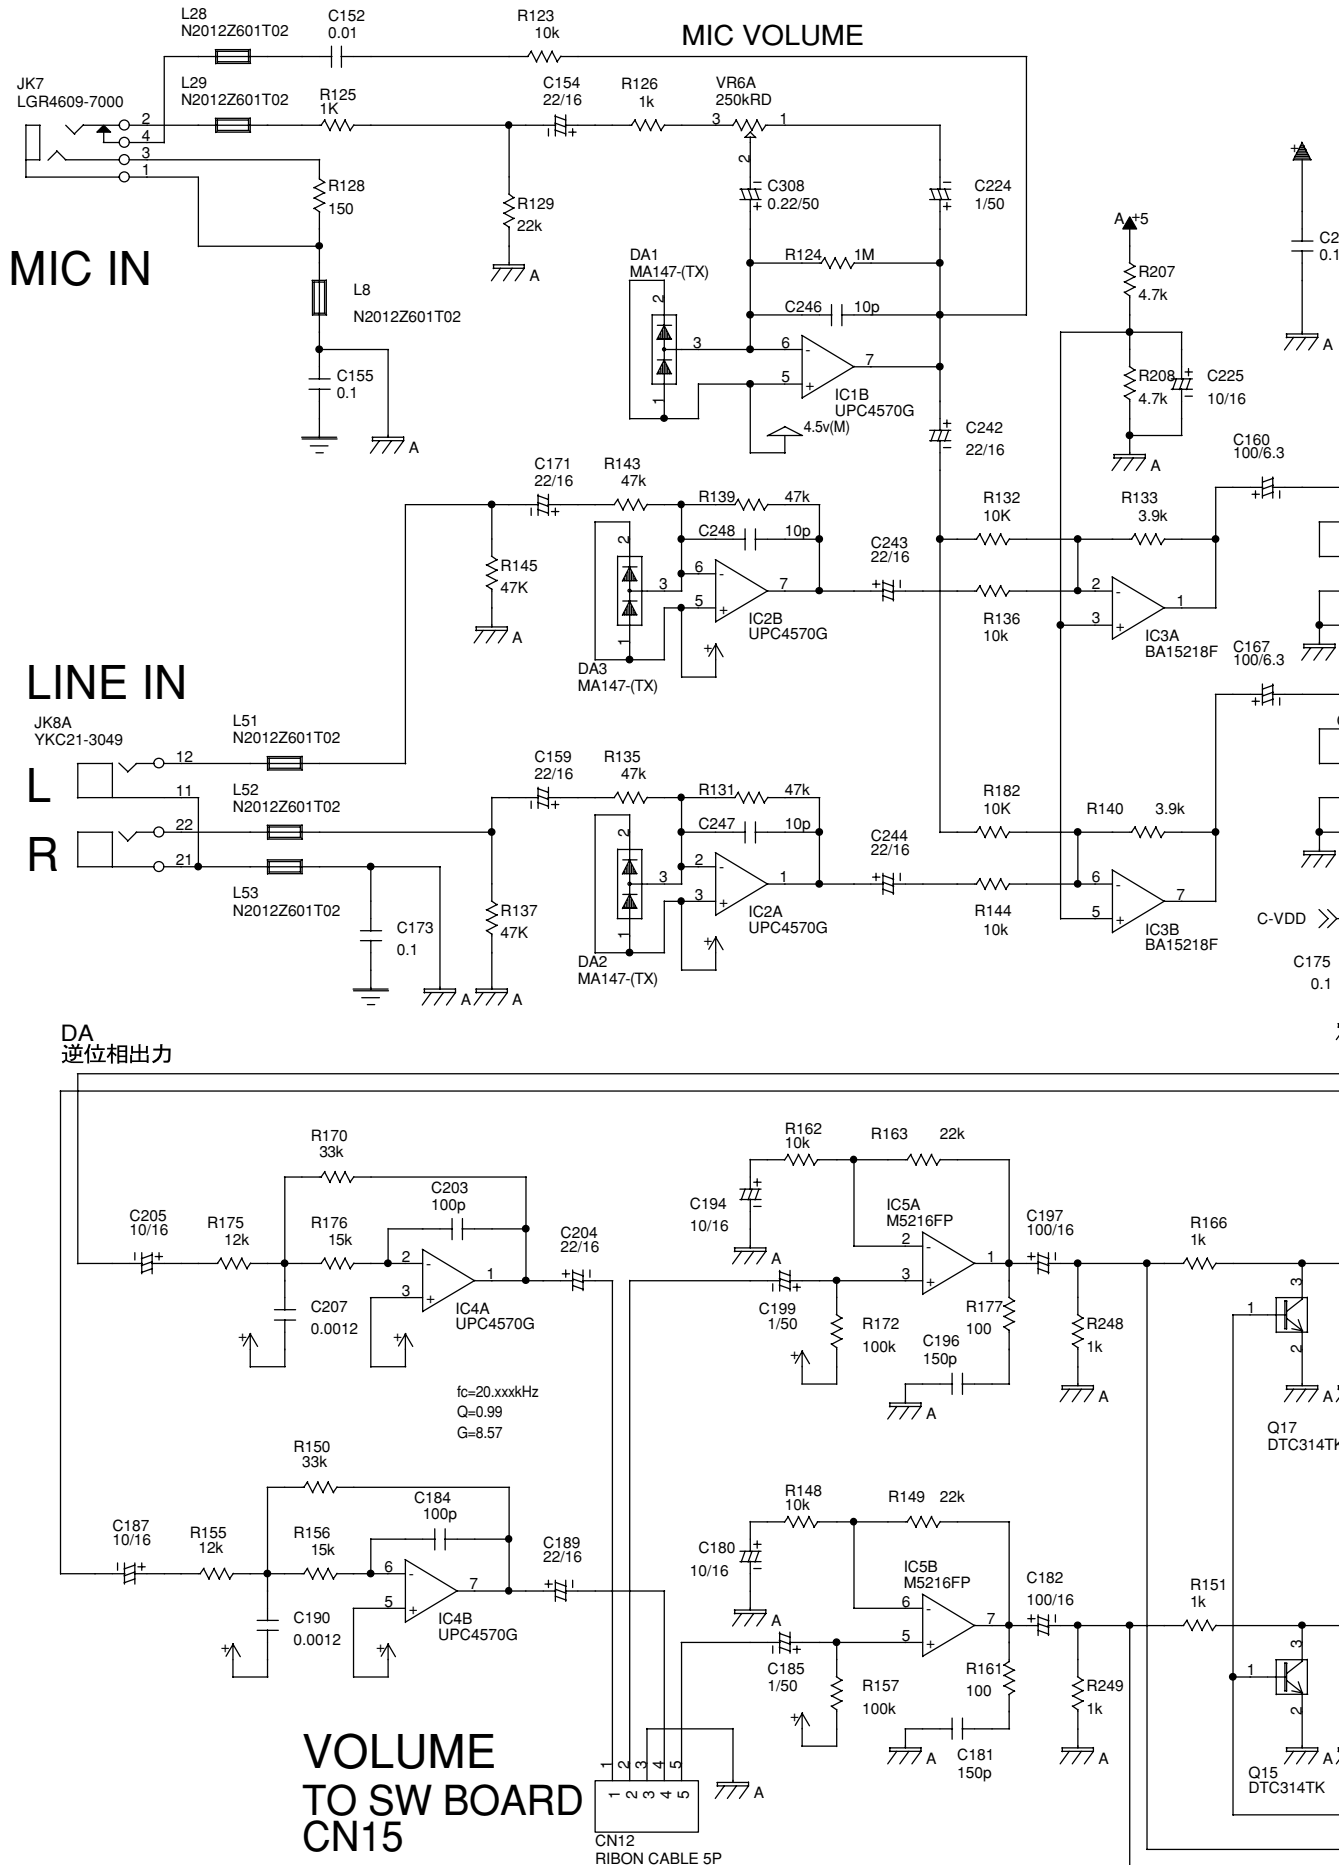 L28
N2012Z601T02
C152
0.01
R123
10k
MIC VOLUME
JK7
LGR4609-7000
L29
N2012Z601T02
R125
1K
C154
22/16
R126
1k
VR6A
250kRD
2
4
3
1
3
1
2
R128
150
R129
22k
A
C308
0.22/50
C224
1/50
MIC IN
L8
N2012Z601T02
DA1
MA147-(TX)
R124
1M
C246
10p
2
3
1
6
5
7
IC1B
UPC4570G
4.5v(M)
C155
0.1
A
A
+5
R207
4.7k
R208
4.7k
C225
10/16
A
C2
0.1
A
C242
22/16
C160
100/6.3
C171
22/16
R143
47k
R139
47k
C248
10p
R145
47K
A
2
3
1
6
5
7
IC2B
UPC4570G
DA3
MA147-(TX)
C243
22/16
R132
10K
R133
3.9k
R136
10k
2
3
1
IC3A
BA15218F
C167
100/6.3
LINE IN
JK8A
YKC21-3049
L
R
12
11
22
21
L51
N2012Z601T02
L52
N2012Z601T02
L53
N2012Z601T02
C159
22/16
R135
47k
R131
47k
C247
10p
R137
47K
C173
0.1
A
A
2
3
1
2
3
1
IC2A
UPC4570G
DA2
MA147-(TX)
C244
22/16
R182
10K
R140
3.9k
R144
10k
6
5
7
IC3B
BA15218F
C-VDD
C175
0.1
DA
逆位相出力
R170
33k
C203
100p
C205
10/16
R175
12k
R176
15k
2
3
1
IC4A
UPC4570G
C207
0.0012
C204
22/16
fc=20.xxxkHz
Q=0.99
G=8.57
R162
10k
R163
22k
C194
10/16
A
IC5A
M5216FP
2
3
1
C199
1/50
R172
100k
C196
150p
A
R177
100
C197
100/16
R248
1k
A
R166
1k
1
3
2
A
Q17
DTC314TK
R150
33k
C184
100p
C187
10/16
R155
12k
R156
15k
6
5
7
IC4B
UPC4570G
C190
0.0012
C189
22/16
R148
10k
R149
22k
C180
10/16
A
IC5B
M5216FP
6
5
7
C185
1/50
R157
100k
R161
100
C181
150p
A
C182
100/16
R249
1k
A
R151
1k
1
3
2
A
Q15
DTC314TK
VOLUME
TO SW BOARD
CN15
1
2
3
4
5
1
2
3
4
5
A
CN12
RIBON CABLE 5P